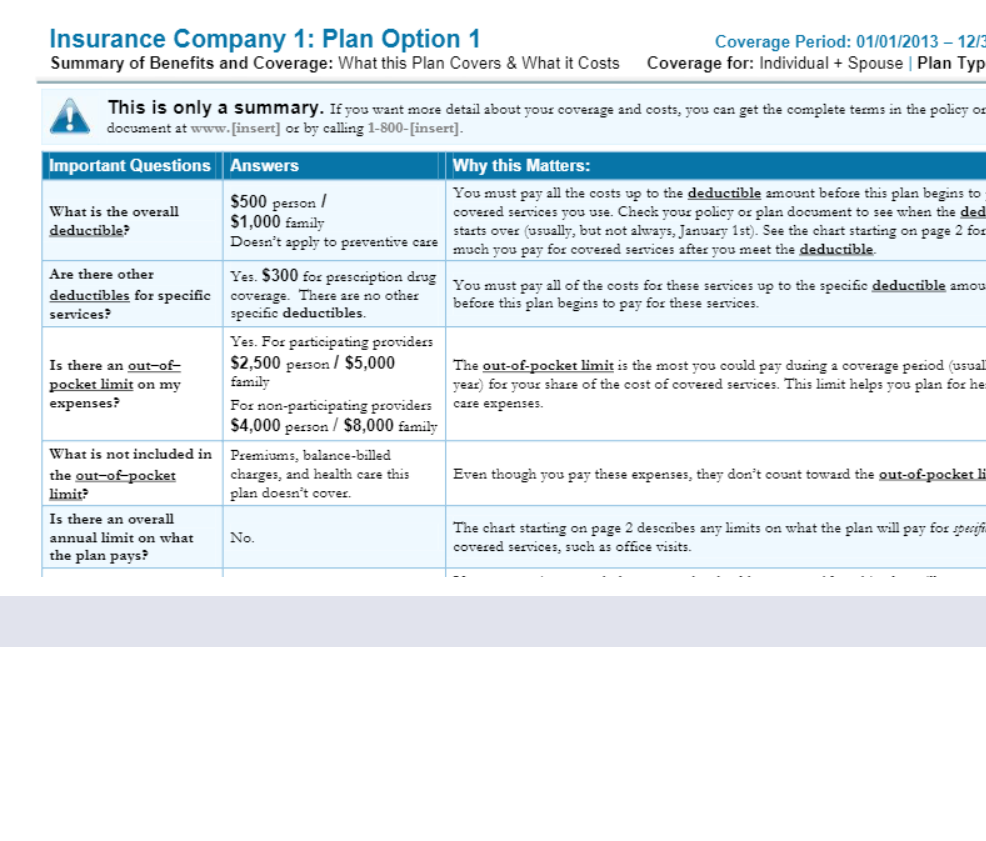 Insurance Company 1: Plan Option 1
Coverage Period: 01/01/2013 – 12/3
Summary of Benefits and Coverage: What this Plan Covers & What it Costs
Coverage for: Individual + Spouse | Plan Typ
This is only a summary. If you want more detail about your coverage and costs, you can get the complete terms in the policy or
document at www.[insert] or by calling 1-800-[insert].
Important Questions
Answers
Why this Matters:
What is the overall
deductible?
$500 person /
$1,000 family
Doesn't apply to preventive care
You must pay all the costs up to the deductible amount before this plan begins to
covered services you use. Check your policy or plan document to see when the ded
starts over (usually, but not always, January 1st). See the chart starting on page 2 for
much you pay for covered services after you meet the deductible.
Are there other
deductibles for specific
services?
Yes. $300 for prescription drug
coverage. There are no other
specific deductibles.
You must pay all of the costs for these services up to the specific deductible amou
before this plan begins to pay for these services.
Is there an out–of–
pocket limit on my
expenses?
Yes. For participating providers
$2,500 person / $5,000
family
For non-participating providers
$4,000 person / $8,000 family
The out-of-pocket limit is the most you could pay during a coverage period (usuall
year) for your share of the cost of covered services. This limit helps you plan for he
care expenses.
What is not included in
the out–of–pocket
limit?
Premiums, balance-billed
charges, and health care this
plan doesn't cover.
Even though you pay these expenses, they don't count toward the out-of-pocket li
Is there an overall
annual limit on what
the plan pays?
No.
The chart starting on page 2 describes any limits on what the plan will pay for specifi
covered services, such as office visits.